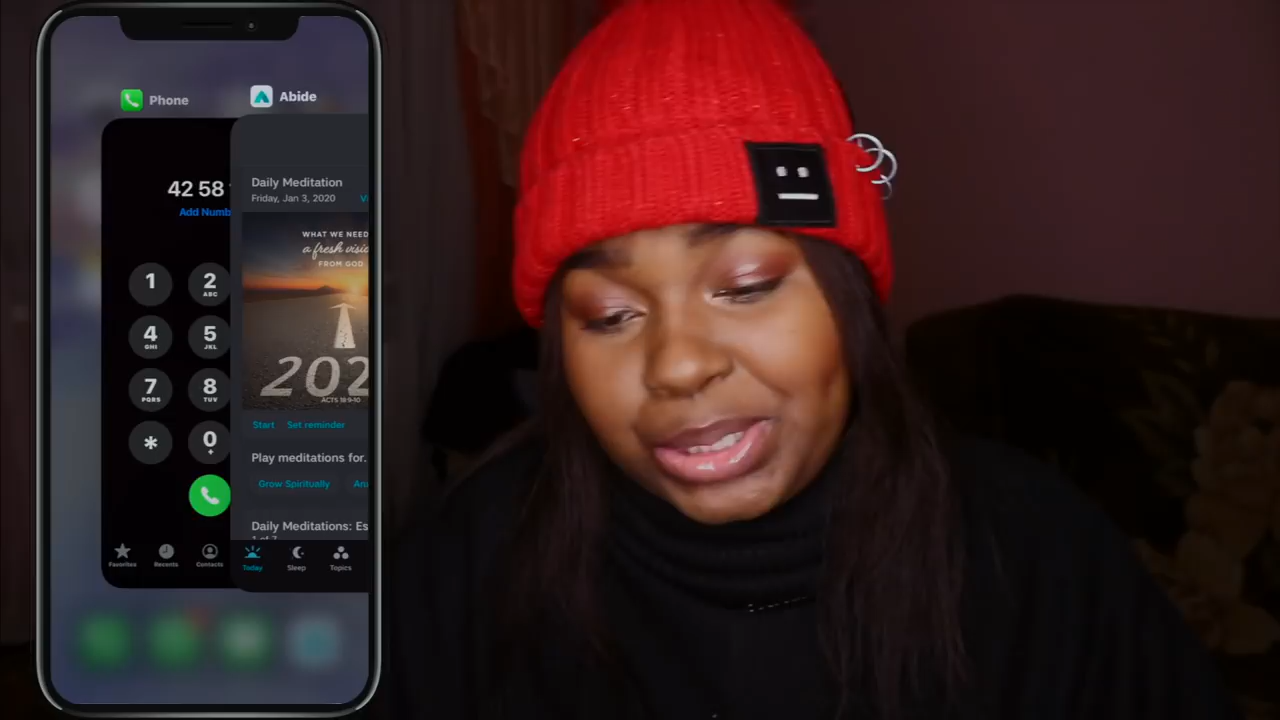 Phone
Abide
42 58
Add Numb
1
2
ABC
4
GHI
5
JKL
7
PQRS
8
TUV
*
0
+
Favorites
Recents
Contacts
Daily Meditation
Friday, Jan 3, 2020
WHAT WE NEED
a fresh visio
FROM GOD
202
ACTS 18:9-10
Start
Set reminder
Play meditations for.
Grow Spiritually
Daily Meditations: Es
Today
Sleep
Topics